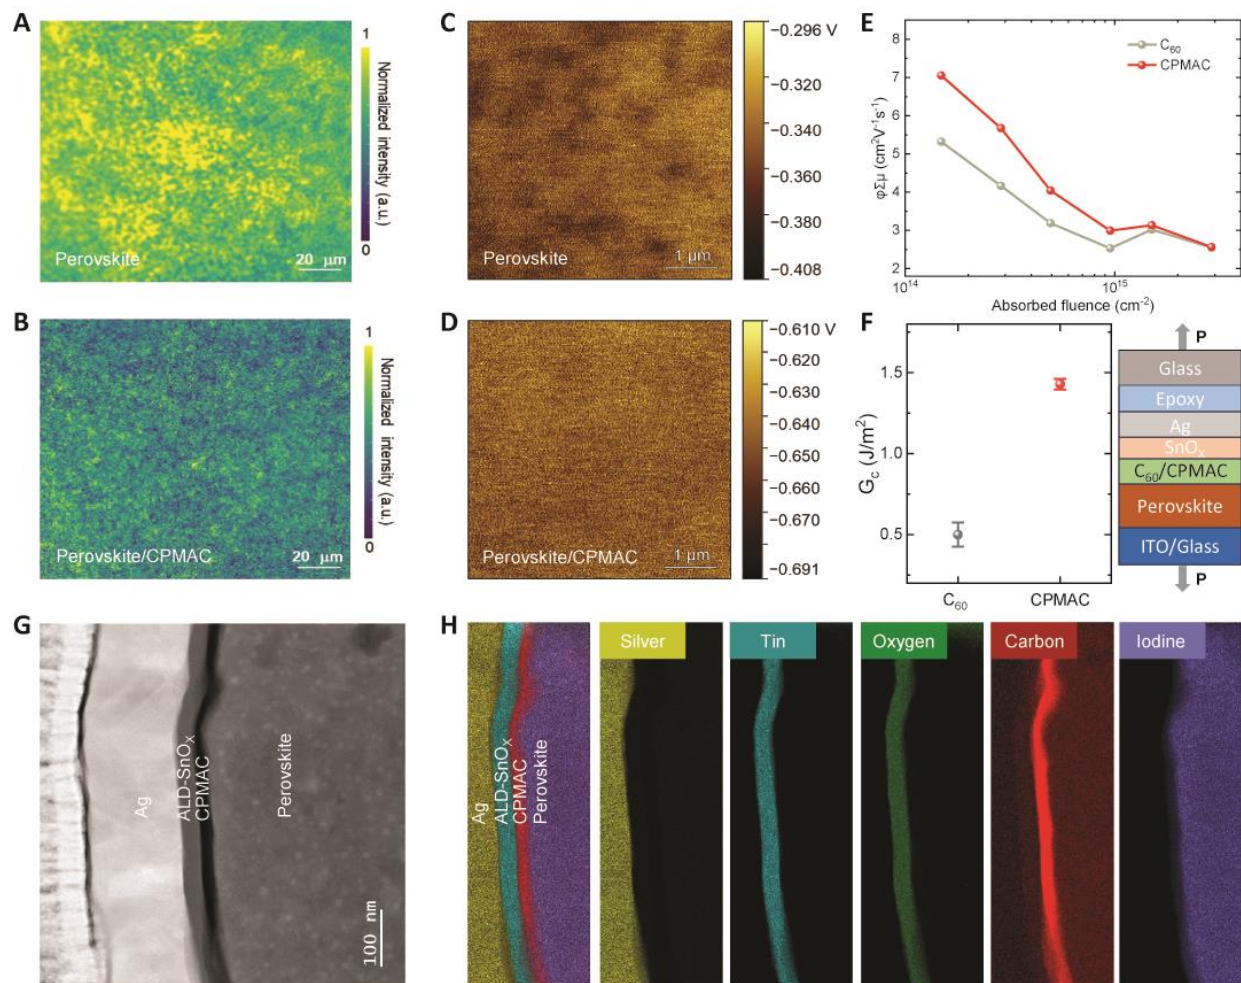 A
1
Normalized intensity (a.u.)
0
Perovskite
20 μm
B
1
Normalized intensity (a.u.)
0
Perovskite/CPMAC
20 μm
C
−0.296 V
−0.320
−0.340
−0.360
−0.380
−0.408
Perovskite
1 μm
D
−0.610 V
−0.620
−0.630
−0.640
−0.650
−0.660
−0.670
−0.691
Perovskite/CPMAC
1 μm
E
C₆₀
CPMAC
8
7
6
5
4
3
2
φΣμ (cm²V⁻¹s⁻¹)
10¹⁴
10¹⁵
Absorbed fluence (cm⁻²)
F
1.5
1.0
0.5
G_c (J/m²)
C₆₀
CPMAC
P
Glass
Epoxy
Ag
SnOₓ
C₆₀/CPMAC
Perovskite
ITO/Glass
P
G
Ag
ALD-SnOₓ
CPMAC
Perovskite
100 nm
H
Ag
ALD-SnOₓ
CPMAC
Perovskite
Silver
Tin
Oxygen
Carbon
Iodine